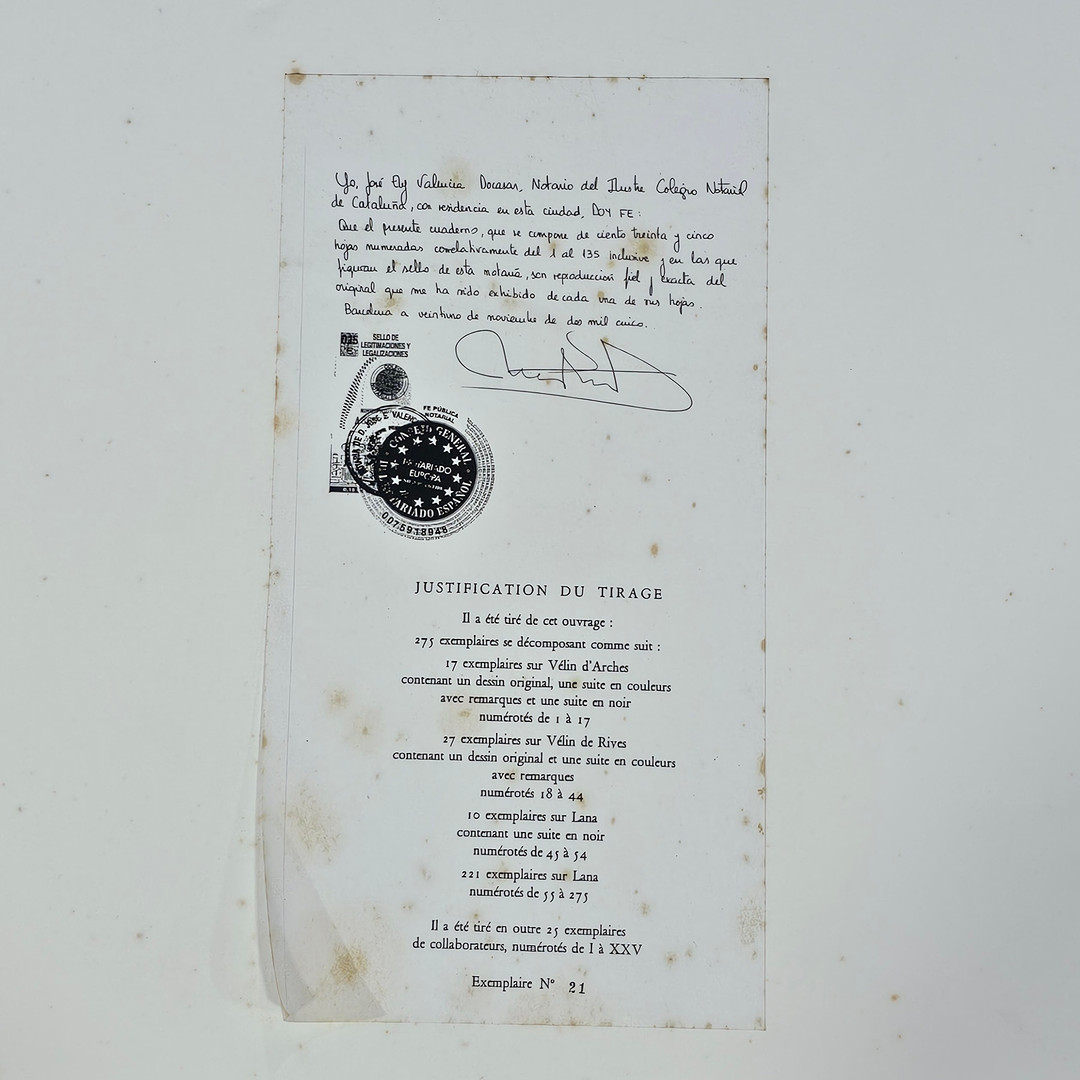 Yo, José Ely Valencia Docasar, Notario del Ilustre Colegio Notarial
de Cataluña, con residencia en esta ciudad, DOY FE:
Que el presente cuaderno, que se compone de ciento treinta y cinco
hojas numeradas correlativamente del 1 al 135 inclusive y en las que
figuran el sello de esta notaría, son reproducción fiel y exacta del
original que me ha sido exhibido de cada una de sus hojas.
Barcelona a veintiuno de noviembre de dos mil cinco.
SELLO DE
LEGITIMACIONES Y
LEGALIZACIONES
FE PÚBLICA
NOTARIAL
D. JOSE E. VALEN
CONSEJO GENERAL
NOTARIADO
EUROPA
NOTARIADO ESPAÑOL
0075918948
0,15
JUSTIFICATION DU TIRAGE
Il a été tiré de cet ouvrage :
275 exemplaires se décomposant comme suit :
17 exemplaires sur Vélin d'Arches
contenant un dessin original, une suite en couleurs
avec remarques et une suite en noir
numérotés de 1 à 17
27 exemplaires sur Vélin de Rives
contenant un dessin original et une suite en couleurs
avec remarques
numérotés 18 à 44
10 exemplaires sur Lana
contenant une suite en noir
numérotés de 45 à 54
221 exemplaires sur Lana
numérotés de 55 à 275
Il a été tiré en outre 25 exemplaires
de collaborateurs, numérotés de I à XXV
Exemplaire N° 21